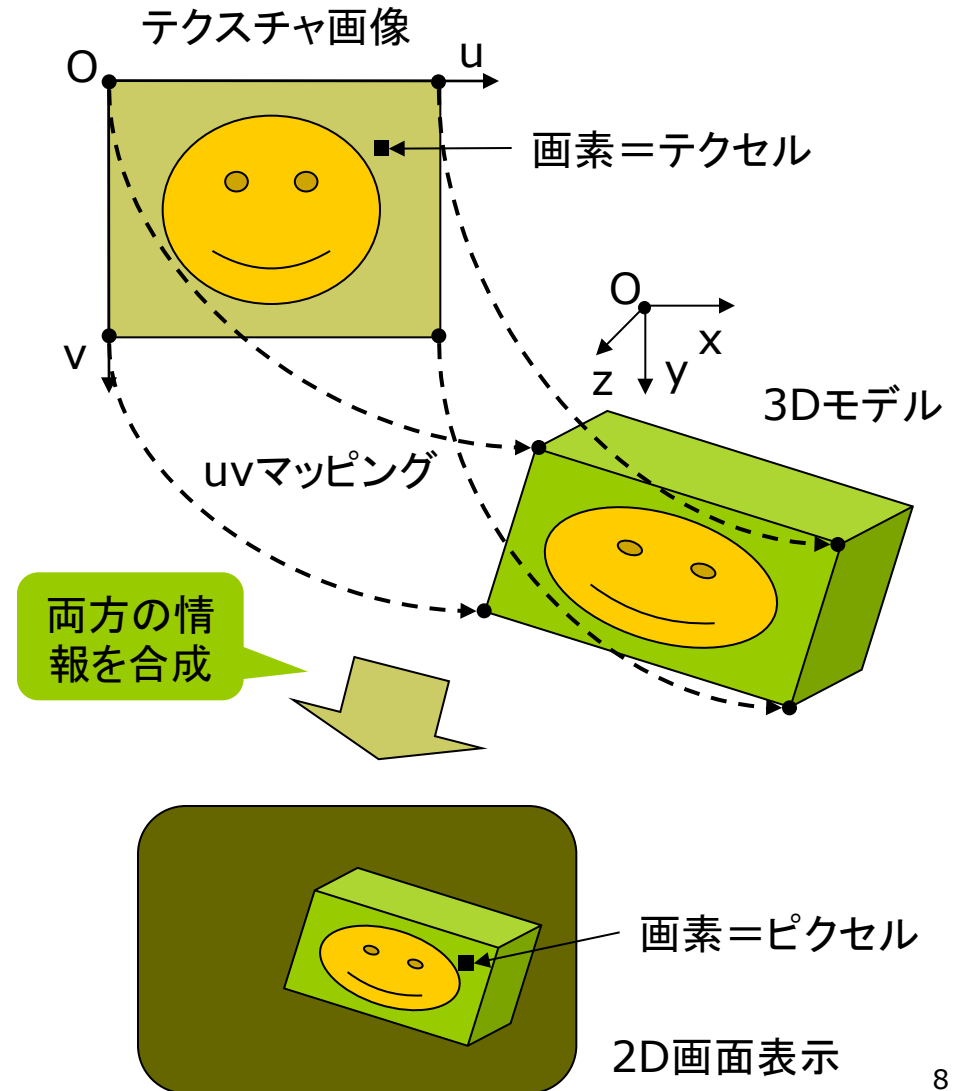 テクスチャ画像
O
u
画素＝テクセル
v
O
x
y
z
3Dモデル
uvマッピング
両方の情
報を合成
画素＝ピクセル
2D画面表示
8